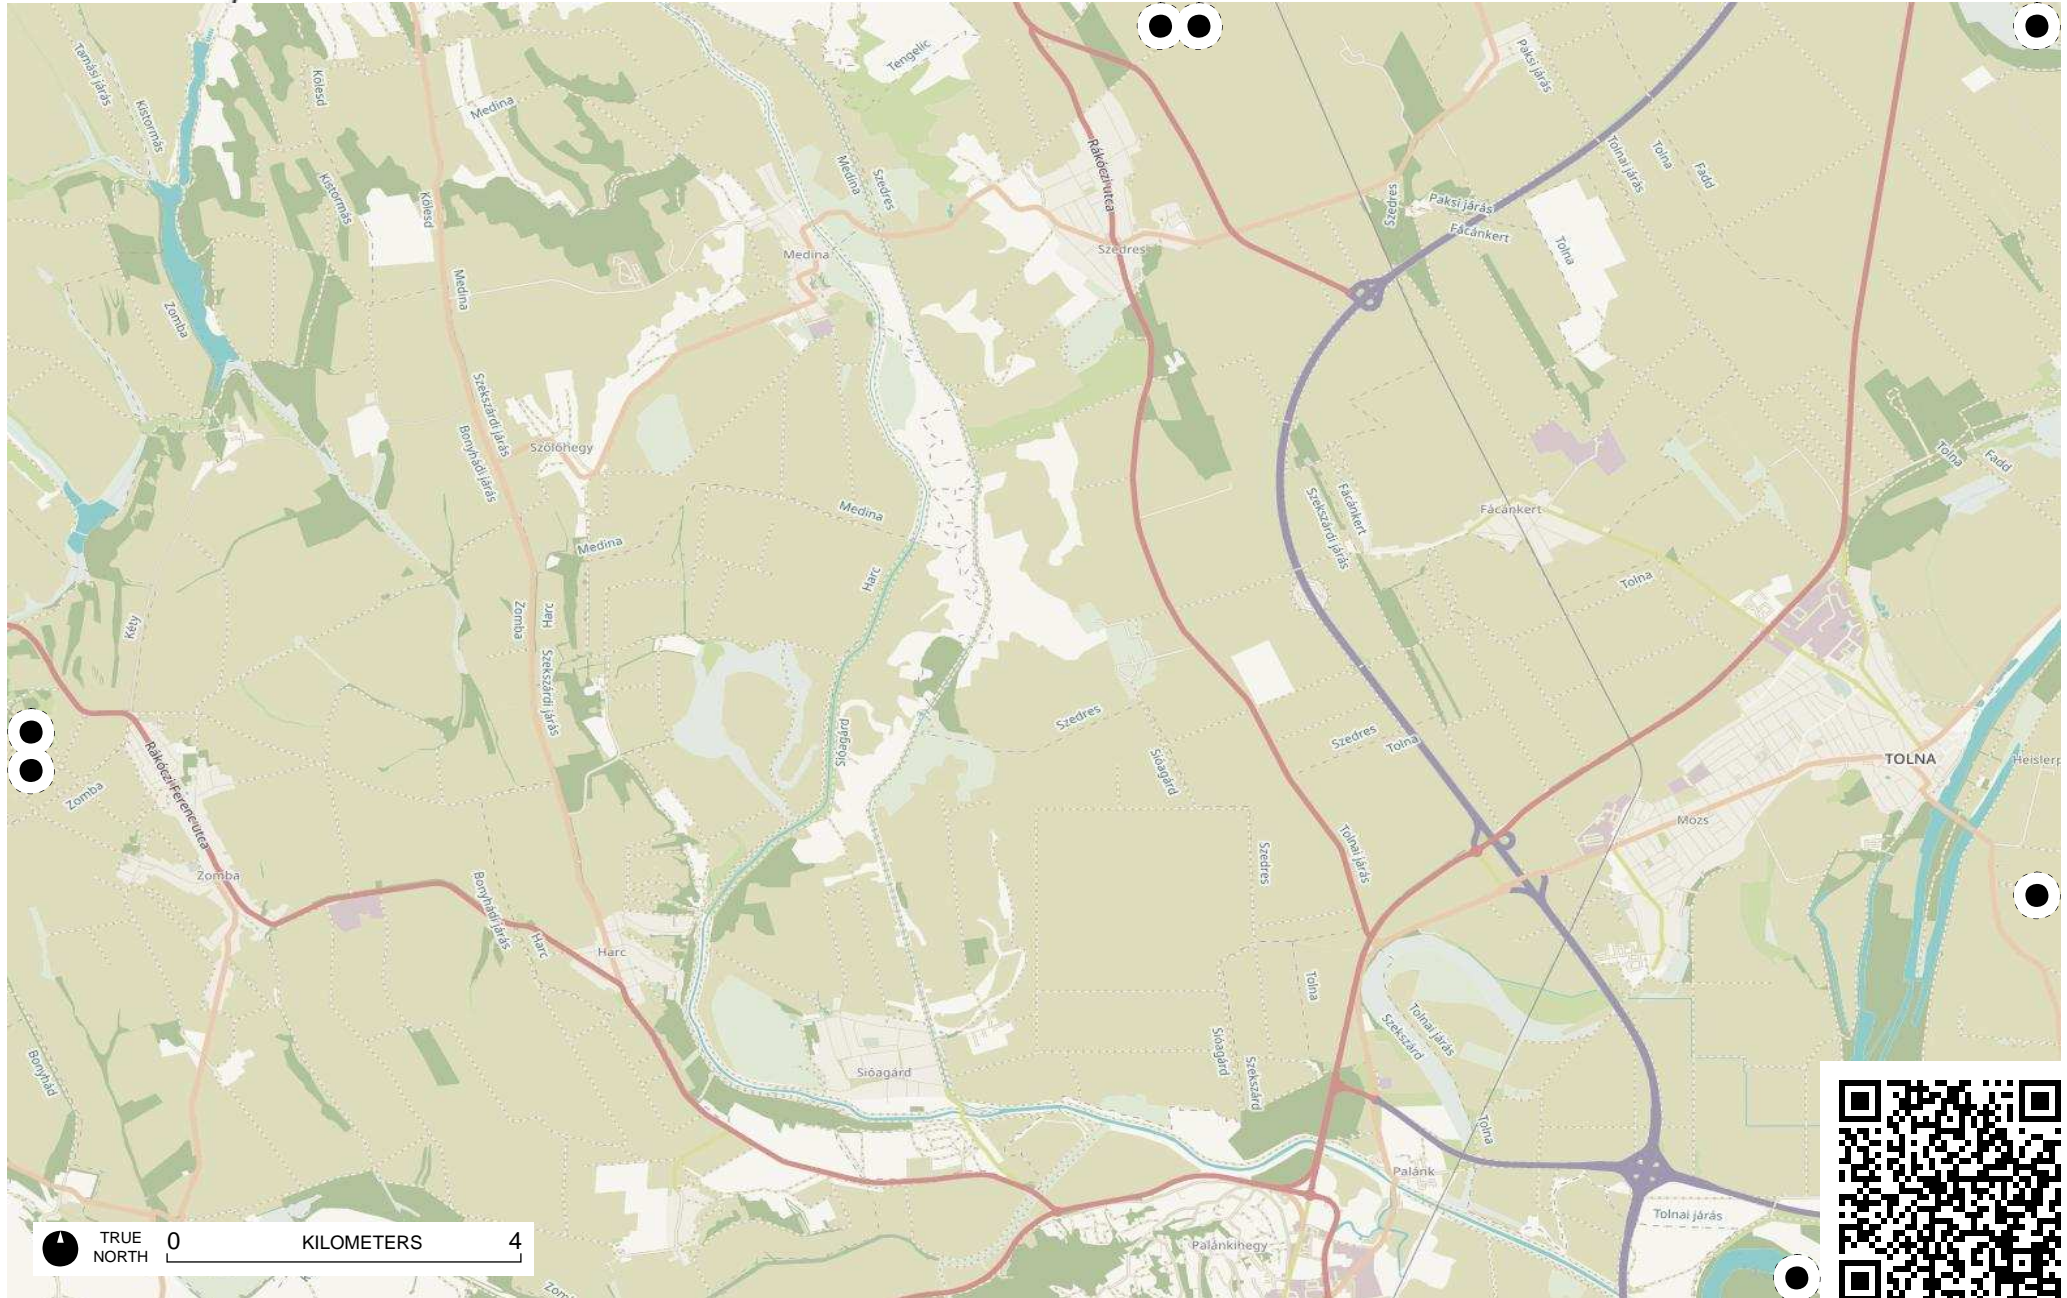 Tengelic
Tamási járás
Kistormás
Kölesd
Medina
Paksi járás
Kistormás
Kölesd
Medina
Szedres
Rákóczi utca
Tolnai járás
Tolna
Fadd
Szedres
Paksi járás
Fácánkert
Tolna
Medina
Szedres
Medina
Zomba
Szekszárdi járás
Bonyhádi járás
Szőlőhegy
Tolna
Fadd
Medina
Medina
Fácánkert
Szekszárdi járás
Fácánkert
Harc
Tolna
Kéty
Zomba
Harc
Szekszárdi járás
Szedres
Sióagárd
Szedres
Tolna
Sióagárd
TOLNA
Rákóczi Ferenc utca
Zomba
Mozs
Tolnai járás
Szedres
Zomba
Bonyhádi járás
Harc
Harc
Tolna
Tolnai járás
Szekszárd
Sióagárd
Szekszárd
Bonyhád
Sióagárd
Tolna
Palánk
Tolnai járás
Palánkihegy
TRUE
NORTH
0 KILOMETERS 4